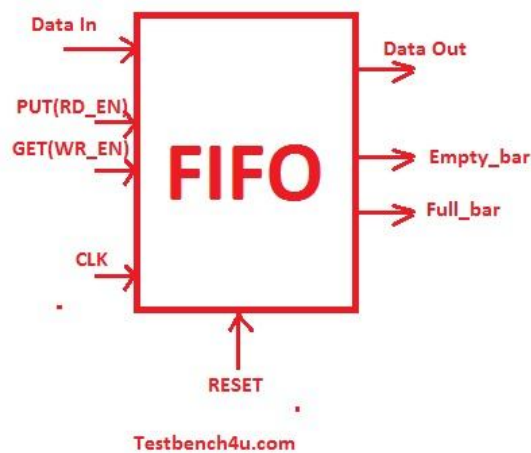 Data In
Data Out
PUT(RD_EN)
GET(WR_EN)
FIFO
Empty_bar
Full_bar
CLK
RESET
Testbench4u.com